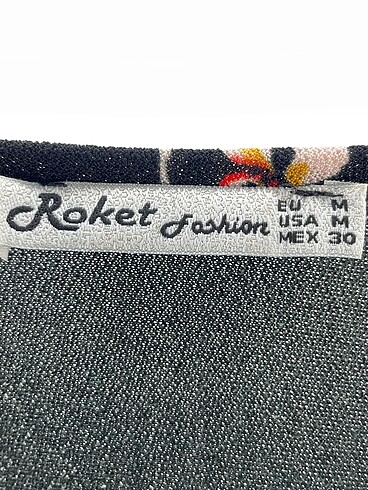 Roket Fashion
EU M
USA M
MEX 30